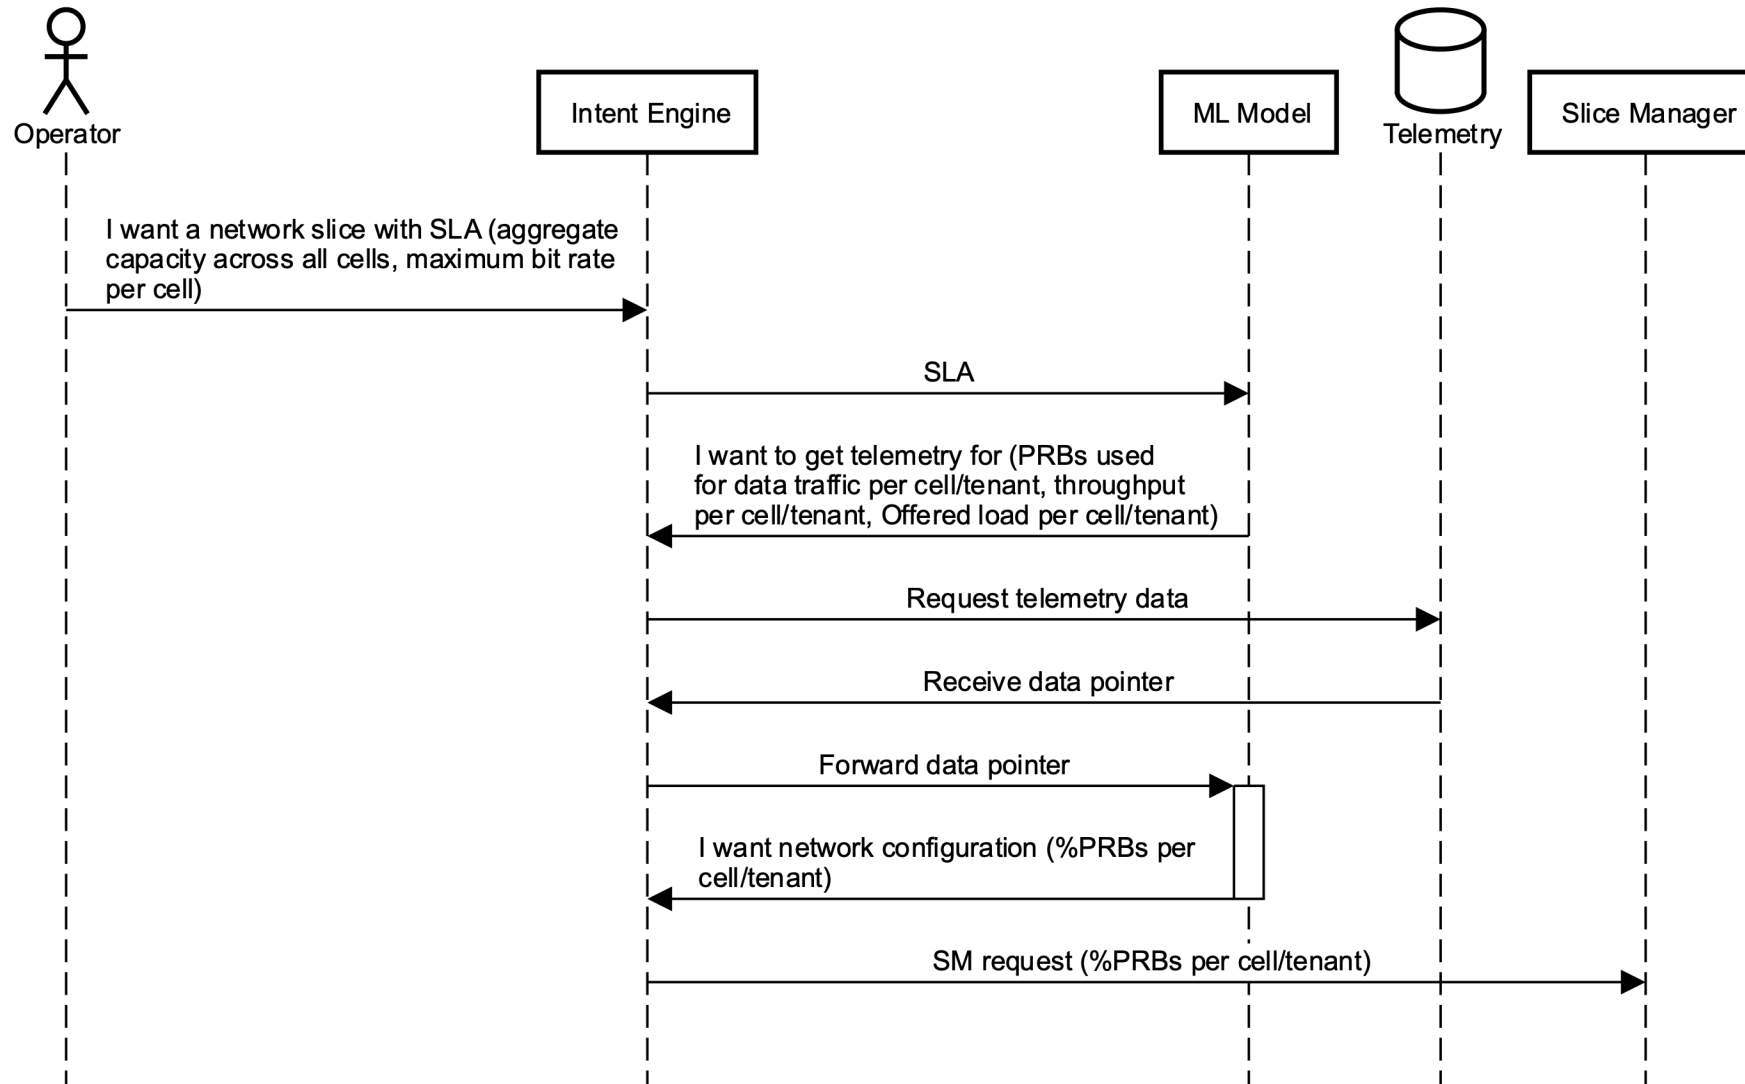 Operator
Intent Engine
ML Model
Telemetry
Slice Manager
I want a network slice with SLA (aggregate
capacity across all cells, maximum bit rate
per cell)
SLA
I want to get telemetry for (PRBs used
for data traffic per cell/tenant, throughput
per cell/tenant, Offered load per cell/tenant)
Request telemetry data
Receive data pointer
Forward data pointer
I want network configuration (%PRBs per
cell/tenant)
SM request (%PRBs per cell/tenant)